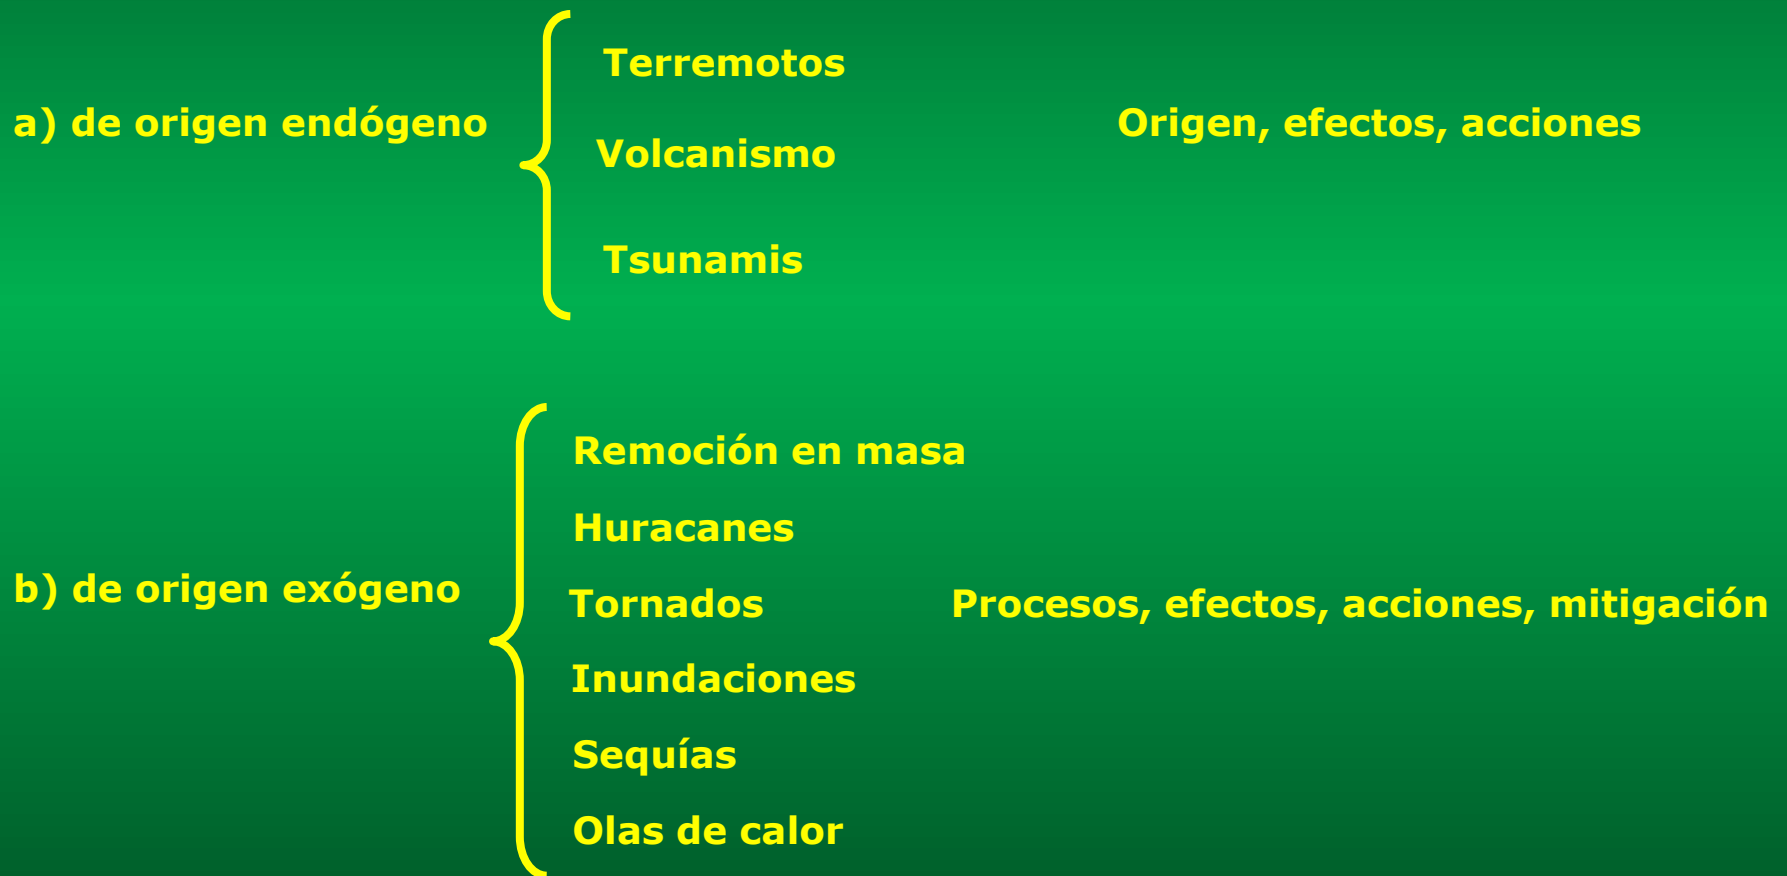 a) de origen endógeno
Terremotos
Volcanismo
Tsunamis
Origen, efectos, acciones
b) de origen exógeno
Remoción en masa
Huracanes
Tornados
Inundaciones
Sequías
Olas de calor
Procesos, efectos, acciones, mitigación